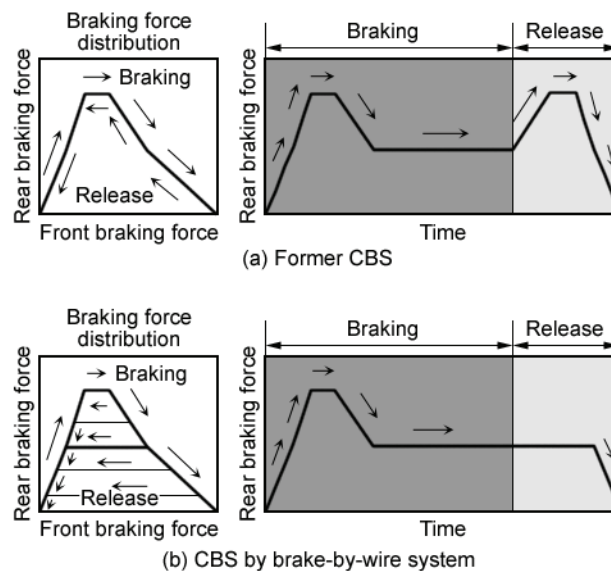 Braking force
distribution
Braking
Release
Rear braking force
Front braking force
Braking
Release
Rear braking force
Time
(a) Former CBS
Braking force
distribution
Braking
Release
Rear braking force
Front braking force
Braking
Release
Rear braking force
Time
(b) CBS by brake-by-wire system